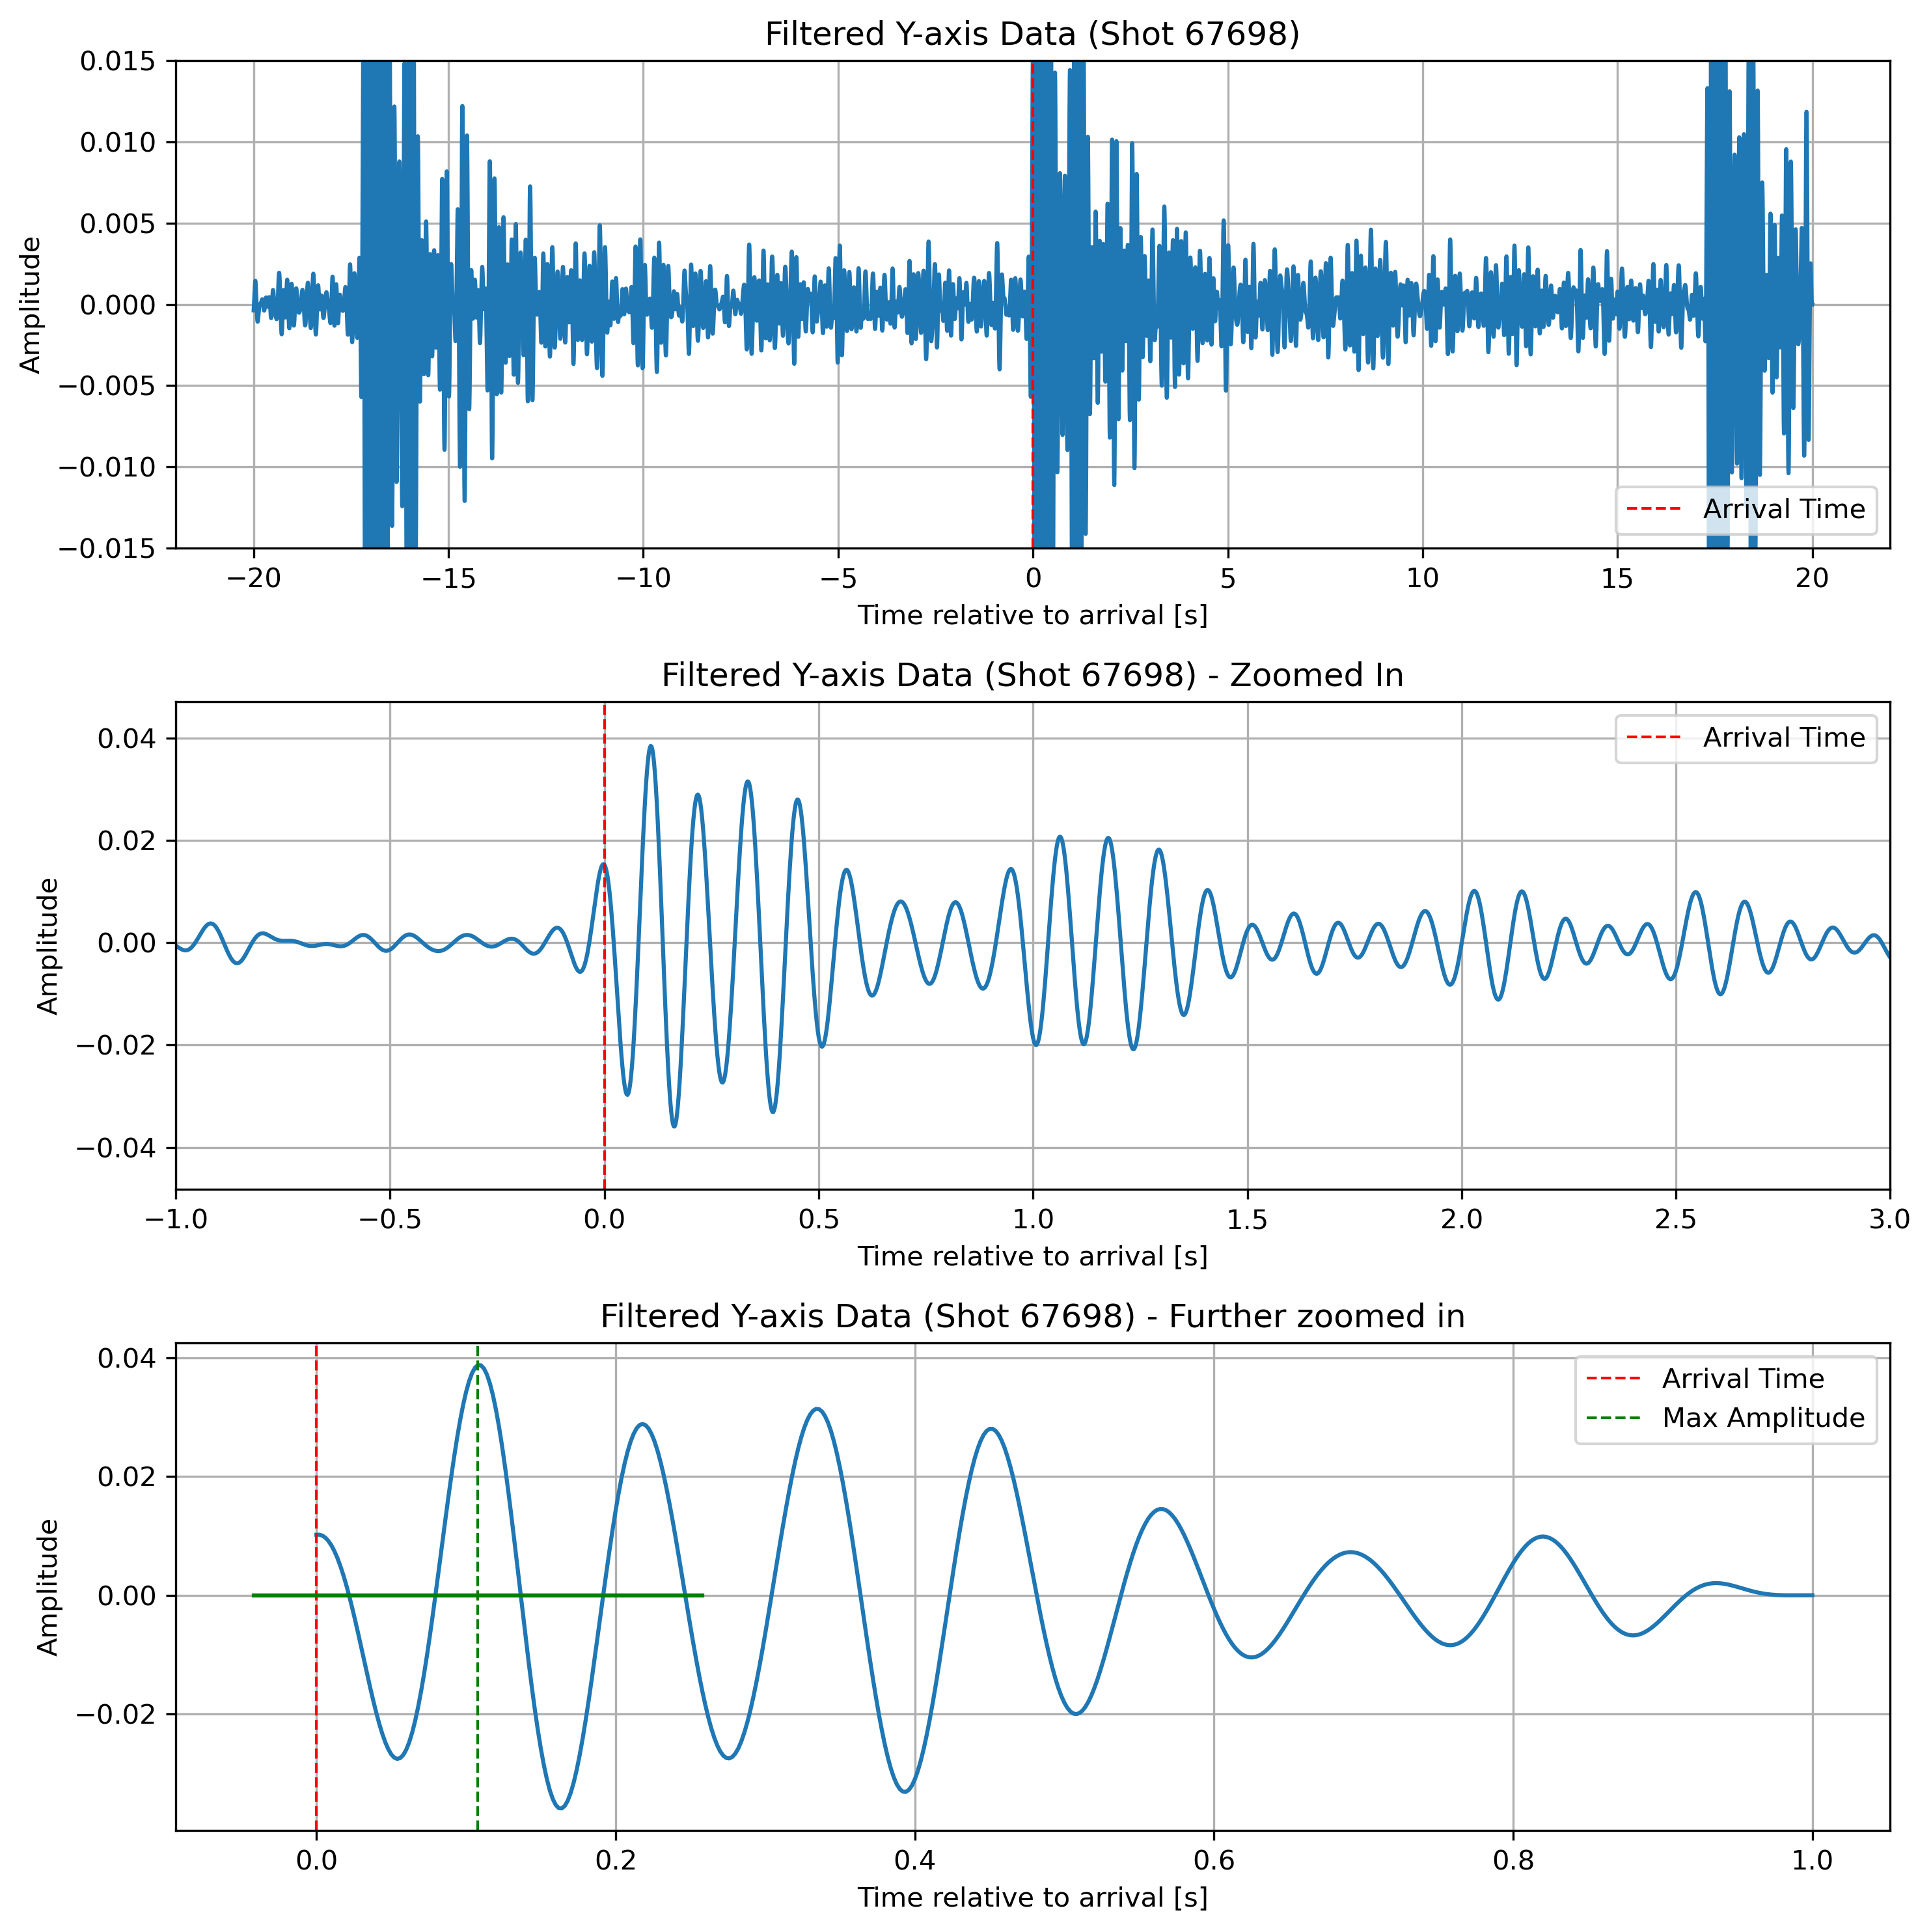 Filtered Y-axis Data (Shot 67698)
0.015
0.010
0.005
0.000
−0.005
−0.010
−0.015
Amplitude
Arrival Time
−20 −15 −10 −5 0 5 10 15 20
Time relative to arrival [s]
Filtered Y-axis Data (Shot 67698) - Zoomed In
0.04
0.02
0.00
−0.02
−0.04
Amplitude
Arrival Time
−1.0 −0.5 0.0 0.5 1.0 1.5 2.0 2.5 3.0
Time relative to arrival [s]
Filtered Y-axis Data (Shot 67698) - Further zoomed in
0.04
0.02
0.00
−0.02
Amplitude
Arrival Time
Max Amplitude
0.0 0.2 0.4 0.6 0.8 1.0
Time relative to arrival [s]